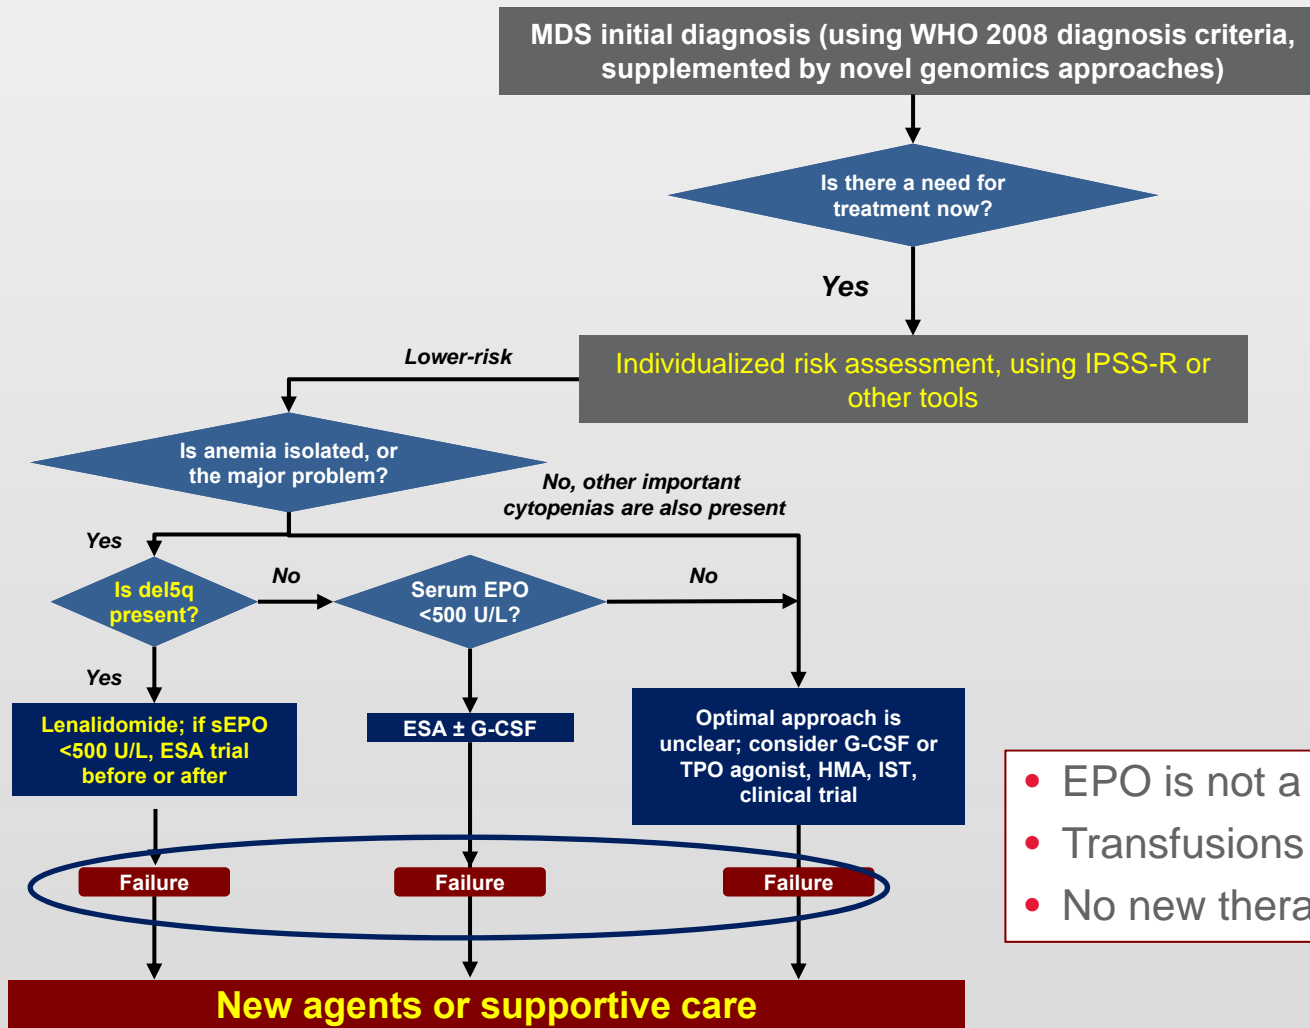 MDS initial diagnosis (using WHO 2008 diagnosis criteria,
supplemented by novel genomics approaches)
Is there a need for
treatment now?
Yes
Individualized risk assessment, using IPSS-R or
other tools
Lower-risk
Is anemia isolated, or
the major problem?
No, other important
cytopenias are also present
Yes
Is del5q
present?
No
Serum EPO
<500 U/L?
No
Yes
Lenalidomide; if sEPO
<500 U/L, ESA trial
before or after
ESA ± G-CSF
Optimal approach is
unclear; consider G-CSF or
TPO agonist, HMA, IST,
clinical trial
• EPO is not a
• Transfusions
• No new thera
Failure
Failure
Failure
New agents or supportive care